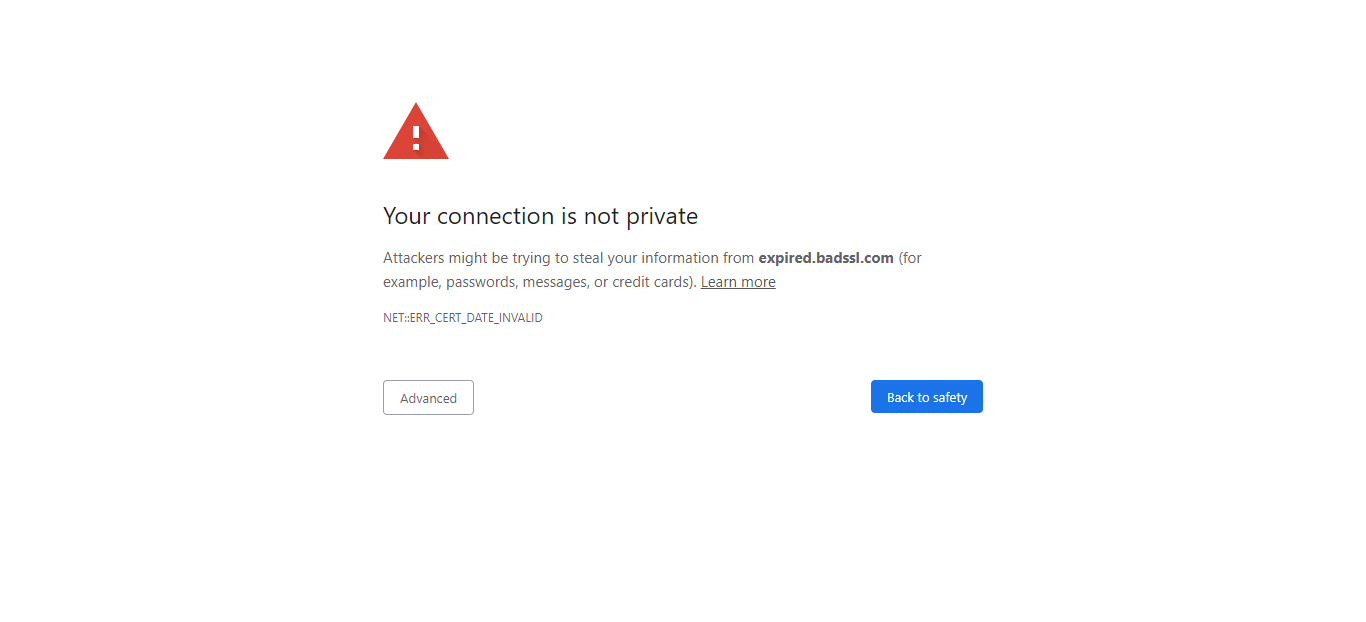 Your connection is not private
Attackers might be trying to steal your information from expired.badssl.com (for
example, passwords, messages, or credit cards). Learn more
NET::ERR_CERT_DATE_INVALID
Advanced
Back to safety